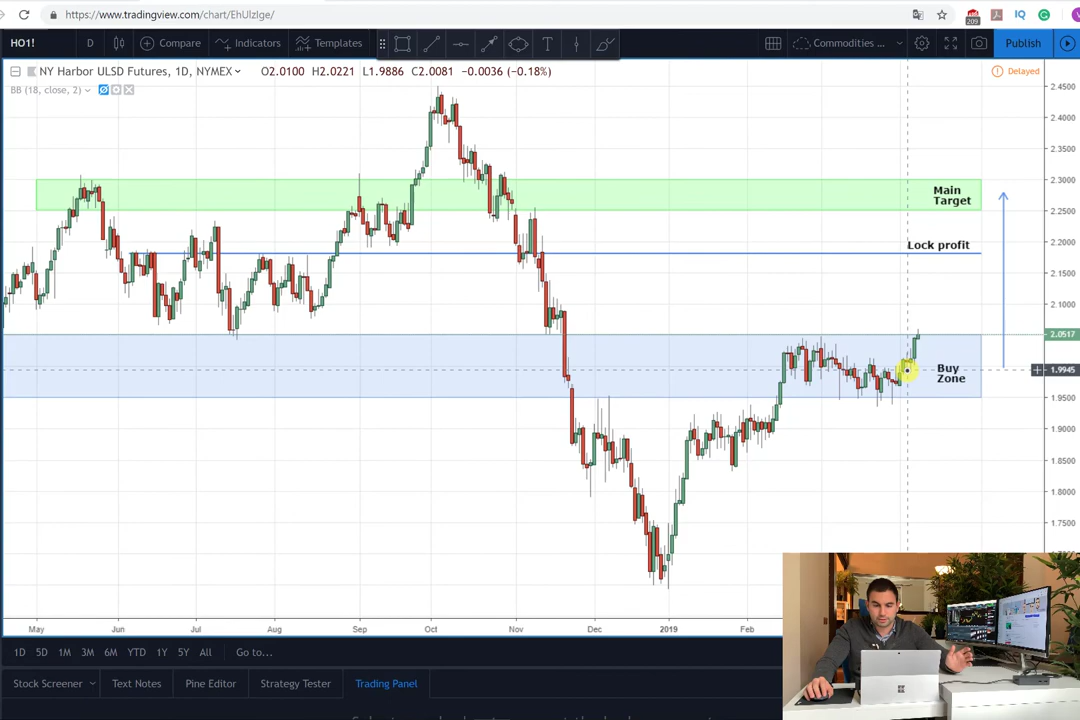 https://www.tradingview.com/chart/EhUlzIge/
209
IQ
HO1!
D
Compare
Indicators
Templates
Commodities ...
Publish
NY Harbor ULSD Futures, 1D, NYMEX
O2.0100 H2.0221 L1.9886 C2.0081 −0.0036 (−0.18%)
Delayed
BB (18, close, 2)
2.4500
2.4000
2.3500
2.3000
2.2500
2.2000
2.1500
2.1000
2.0517
1.9945
1.9500
1.9000
1.8500
1.8000
1.7500
Main
Target
Lock profit
Buy
Zone
May Jun Jul Aug Sep Oct Nov Dec 2019 Feb
1D 5D 1M 3M 6M YTD 1Y 5Y All Go to...
Stock Screener Text Notes Pine Editor Strategy Tester Trading Panel